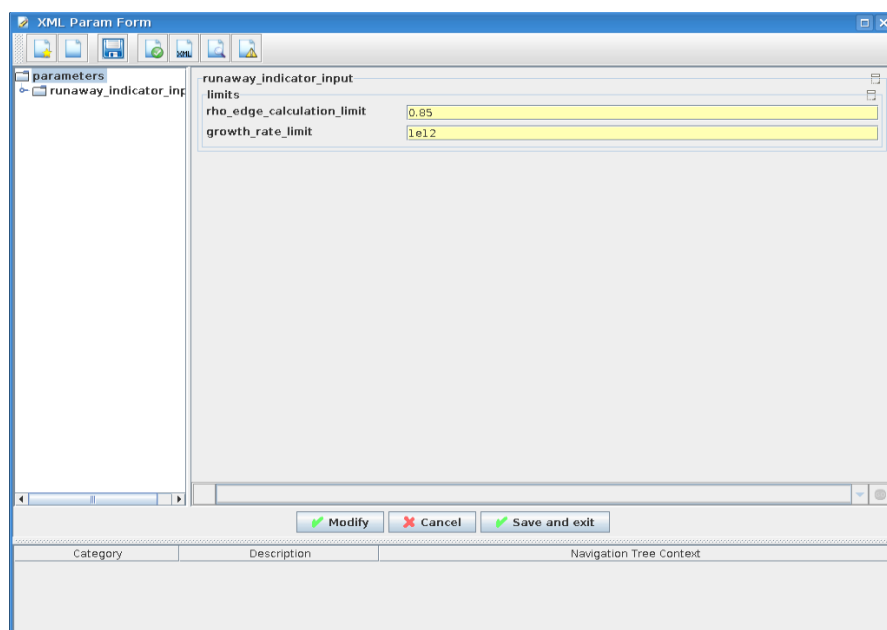 XML Param Form
XML
parameters
runaway_indicator_inp
runaway_indicator_input
limits
rho_edge_calculation_limit 0.85
growth_rate_limit 1e12
Modify Cancel Save and exit
Category Description Navigation Tree Context